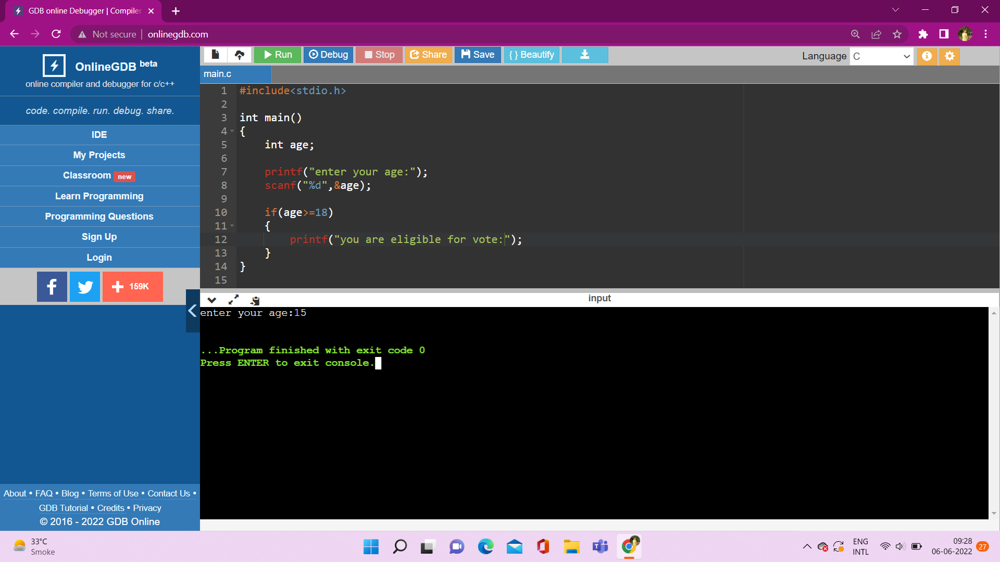 GDB online Debugger | Compiler
Not secure | onlinegdb.com
OnlineGDB beta
online compiler and debugger for c/c++
code. compile. run. debug. share.
IDE
My Projects
Classroom new
Learn Programming
Programming Questions
Sign Up
Login
f
159K
About • FAQ • Blog • Terms of Use • Contact Us •
GDB Tutorial • Credits • Privacy
© 2016 - 2022 GDB Online
Run Debug Stop Share Save { } Beautify
Language C
main.c
1 #include<stdio.h>
2
3 int main()
4 {
5 int age;
6
7 printf("enter your age:");
8 scanf("%d",&age);
9
10 if(age>=18)
11 {
12 printf("you are eligible for vote:");
13 }
14 }
15
input
enter your age:15
...Program finished with exit code 0
Press ENTER to exit console.
33°C
Smoke
ENG
INTL
09:28
06-06-2022
27